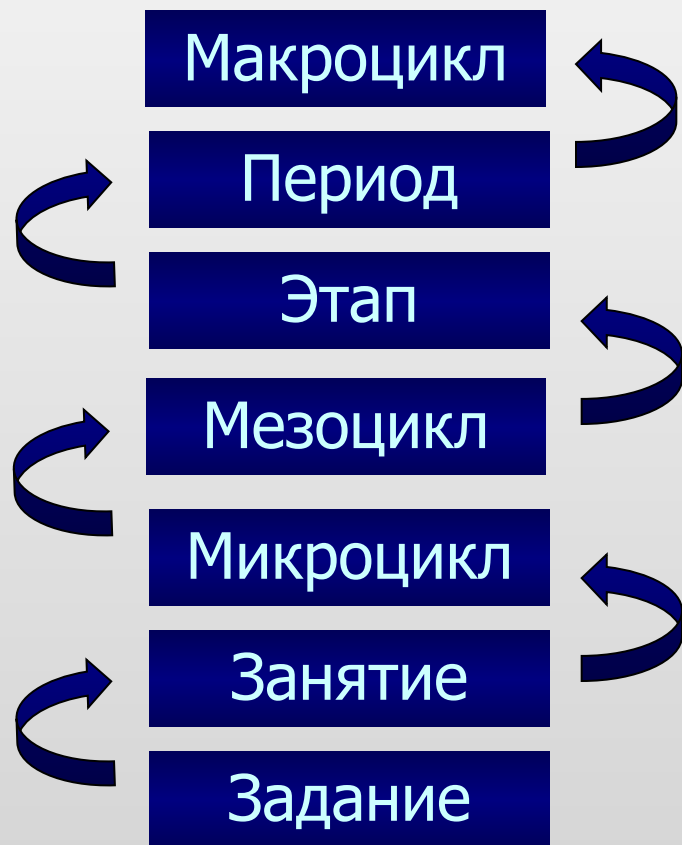 Макроцикл
Период
Этап
Мезоцикл
Микроцикл
Занятие
Задание